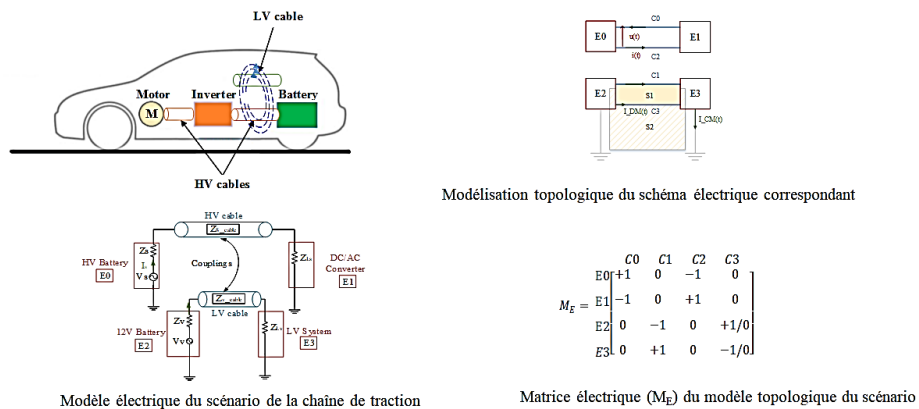 LV cable
Motor
Inverter
Battery
M
HV cables
C0
E0
u(t)
E1
i(t)
C2
C1
E2
S1
E3
I_DM(t)
C3
I_CM(t)
S2
Modélisation topologique du schéma électrique correspondant
HV cable
Couplings
HV Battery
E0
DC/AC
Converter
E1
LV cable
12V Battery
E2
LV System
E3
Modèle électrique du scénario de la chaîne de traction
C0 C1 C2 C3
E0 +1 0 −1 0
M_E = E1 −1 0 +1 0
E2 0 −1 0 +1/0
E3 0 +1 0 −1/0
Matrice électrique (M_E) du modèle topologique du scénario